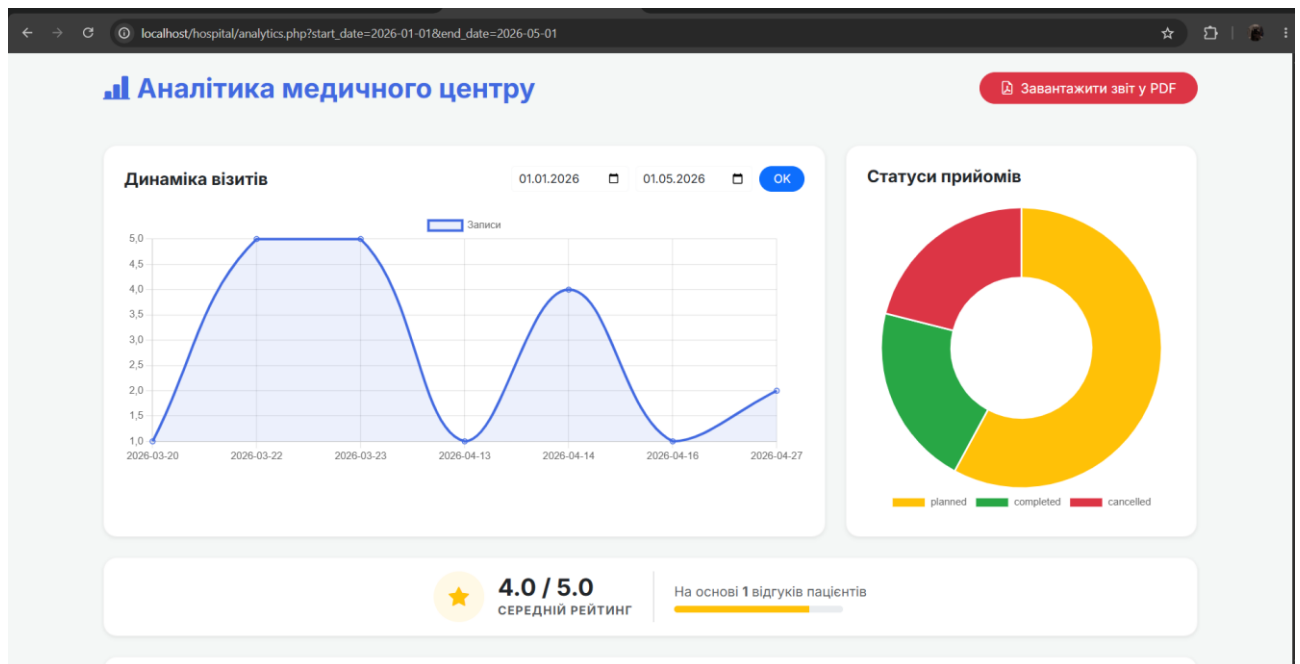 localhost/hospital/analytics.php?start_date=2026-01-01&end_date=2026-05-01
Аналітика медичного центру
Завантажити звіт у PDF
Динаміка візитів
01.01.2026
01.05.2026
OK
Записи
5,0
4,5
4,0
3,5
3,0
2,5
2,0
1,5
1,0
2026-03-20 2026-03-22 2026-03-23 2026-04-13 2026-04-14 2026-04-16 2026-04-27
Статуси прийомів
planned completed cancelled
4.0 / 5.0
СЕРЕДНІЙ РЕЙТИНГ
На основі 1 відгуків пацієнтів